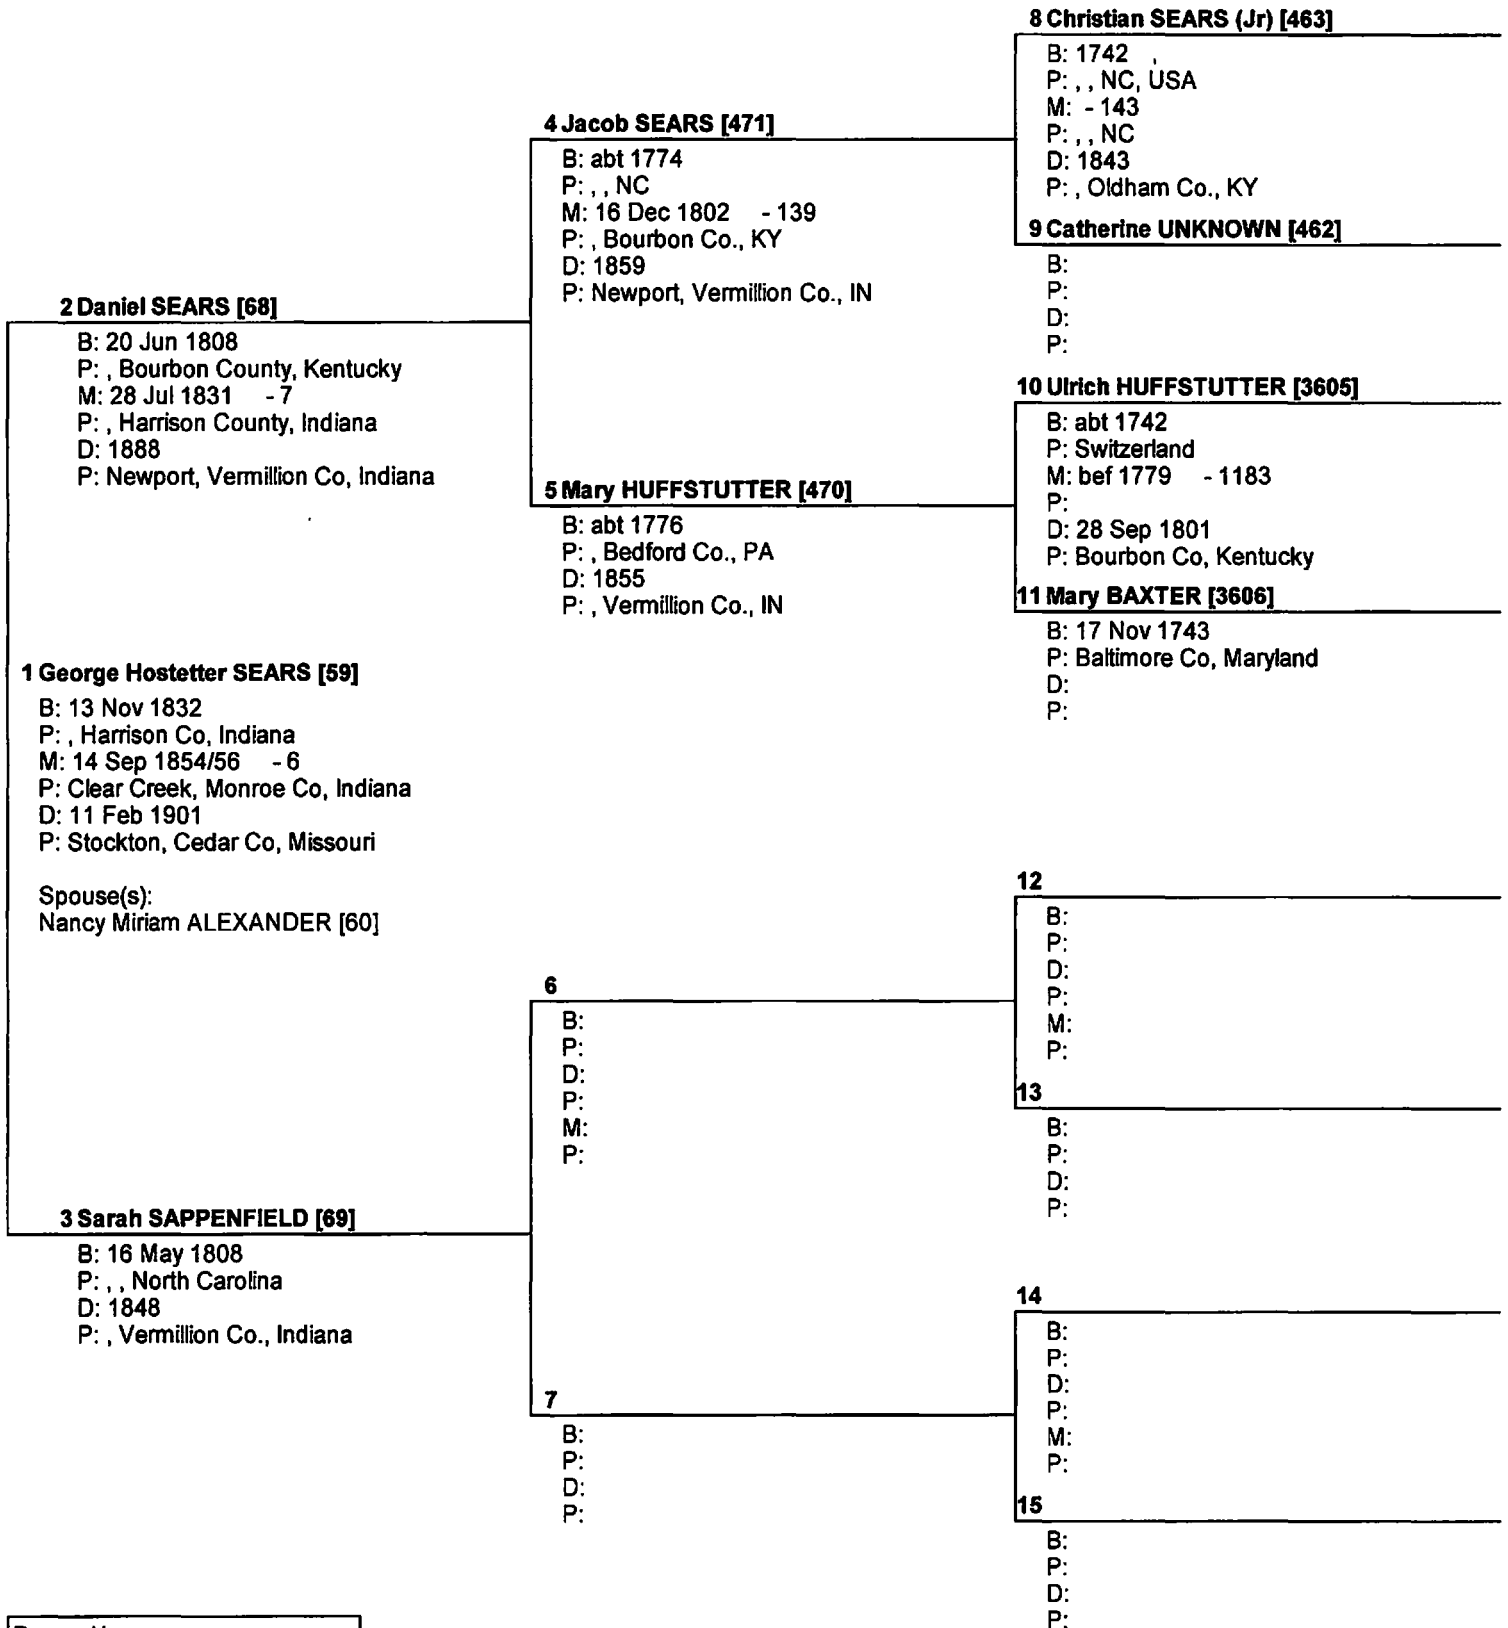 8 Christian SEARS (Jr) [463]
B: 1742 ,
P: , , NC, USA
M: - 143
P: , , NC
D: 1843
P: , Oldham Co., KY
4 Jacob SEARS [471]
B: abt 1774
P: , , NC
M: 16 Dec 1802 - 139
P: , Bourbon Co., KY
D: 1859
P: Newport, Vermillion Co., IN
9 Catherine UNKNOWN [462]
B:
P:
D:
P:
2 Daniel SEARS [68]
B: 20 Jun 1808
P: , Bourbon County, Kentucky
M: 28 Jul 1831 - 7
P: , Harrison County, Indiana
D: 1888
P: Newport, Vermillion Co, Indiana
10 Ulrich HUFFSTUTTER [3605]
B: abt 1742
P: Switzerland
M: bef 1779 - 1183
P:
D: 28 Sep 1801
P: Bourbon Co, Kentucky
5 Mary HUFFSTUTTER [470]
B: abt 1776
P: , Bedford Co., PA
D: 1855
P: , Vermillion Co., IN
11 Mary BAXTER [3606]
B: 17 Nov 1743
P: Baltimore Co, Maryland
D:
P:
1 George Hostetter SEARS [59]
B: 13 Nov 1832
P: , Harrison Co, Indiana
M: 14 Sep 1854/56 - 6
P: Clear Creek, Monroe Co, Indiana
D: 11 Feb 1901
P: Stockton, Cedar Co, Missouri
Spouse(s):
Nancy Miriam ALEXANDER [60]
12
B:
P:
D:
P:
M:
P:
6
B:
P:
D:
P:
M:
P:
13
B:
P:
D:
P:
3 Sarah SAPPENFIELD [69]
B: 16 May 1808
P: , , North Carolina
D: 1848
P: , Vermillion Co., Indiana
14
B:
P:
D:
P:
M:
P:
7
B:
P:
D:
P:
15
B:
P:
D:
P: